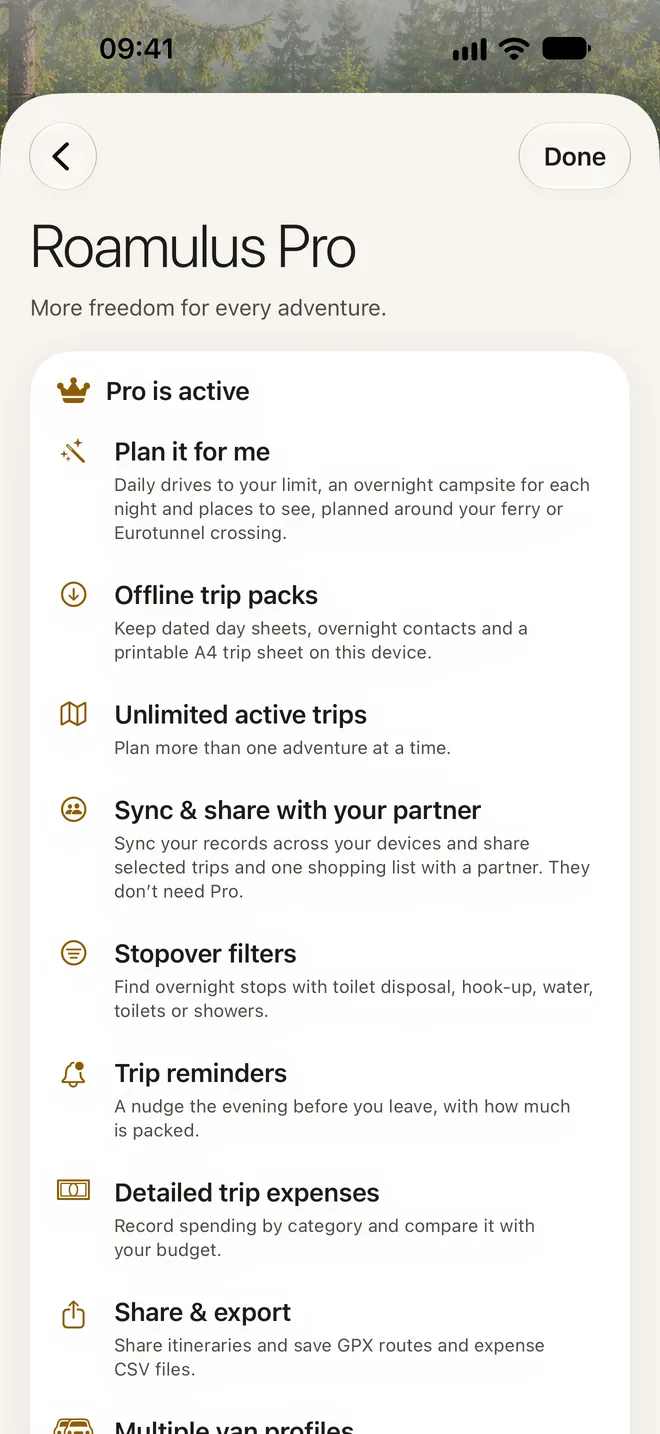 09:41
Done
Roamulus Pro
More freedom for every adventure.
Pro is active
Plan it for me
Daily drives to your limit, an overnight campsite for each
night and places to see, planned around your ferry or
Eurotunnel crossing.
Offline trip packs
Keep dated day sheets, overnight contacts and a
printable A4 trip sheet on this device.
Unlimited active trips
Plan more than one adventure at a time.
Sync & share with your partner
Sync your records across your devices and share
selected trips and one shopping list with a partner. They
don’t need Pro.
Stopover filters
Find overnight stops with toilet disposal, hook-up, water,
toilets or showers.
Trip reminders
A nudge the evening before you leave, with how much
is packed.
Detailed trip expenses
Record spending by category and compare it with
your budget.
Share & export
Share itineraries and save GPX routes and expense
CSV files.
Multiple van profiles